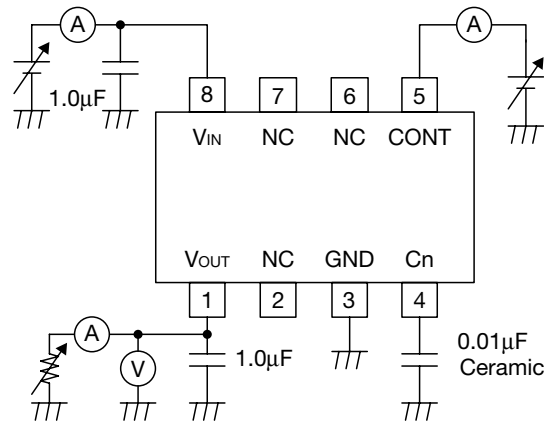 A
A
1.0μF
8
7
6
5
VIN
NC
NC
CONT
VOUT
NC
GND
Cn
1
2
3
4
A
V
1.0μF
0.01μF
Ceramic